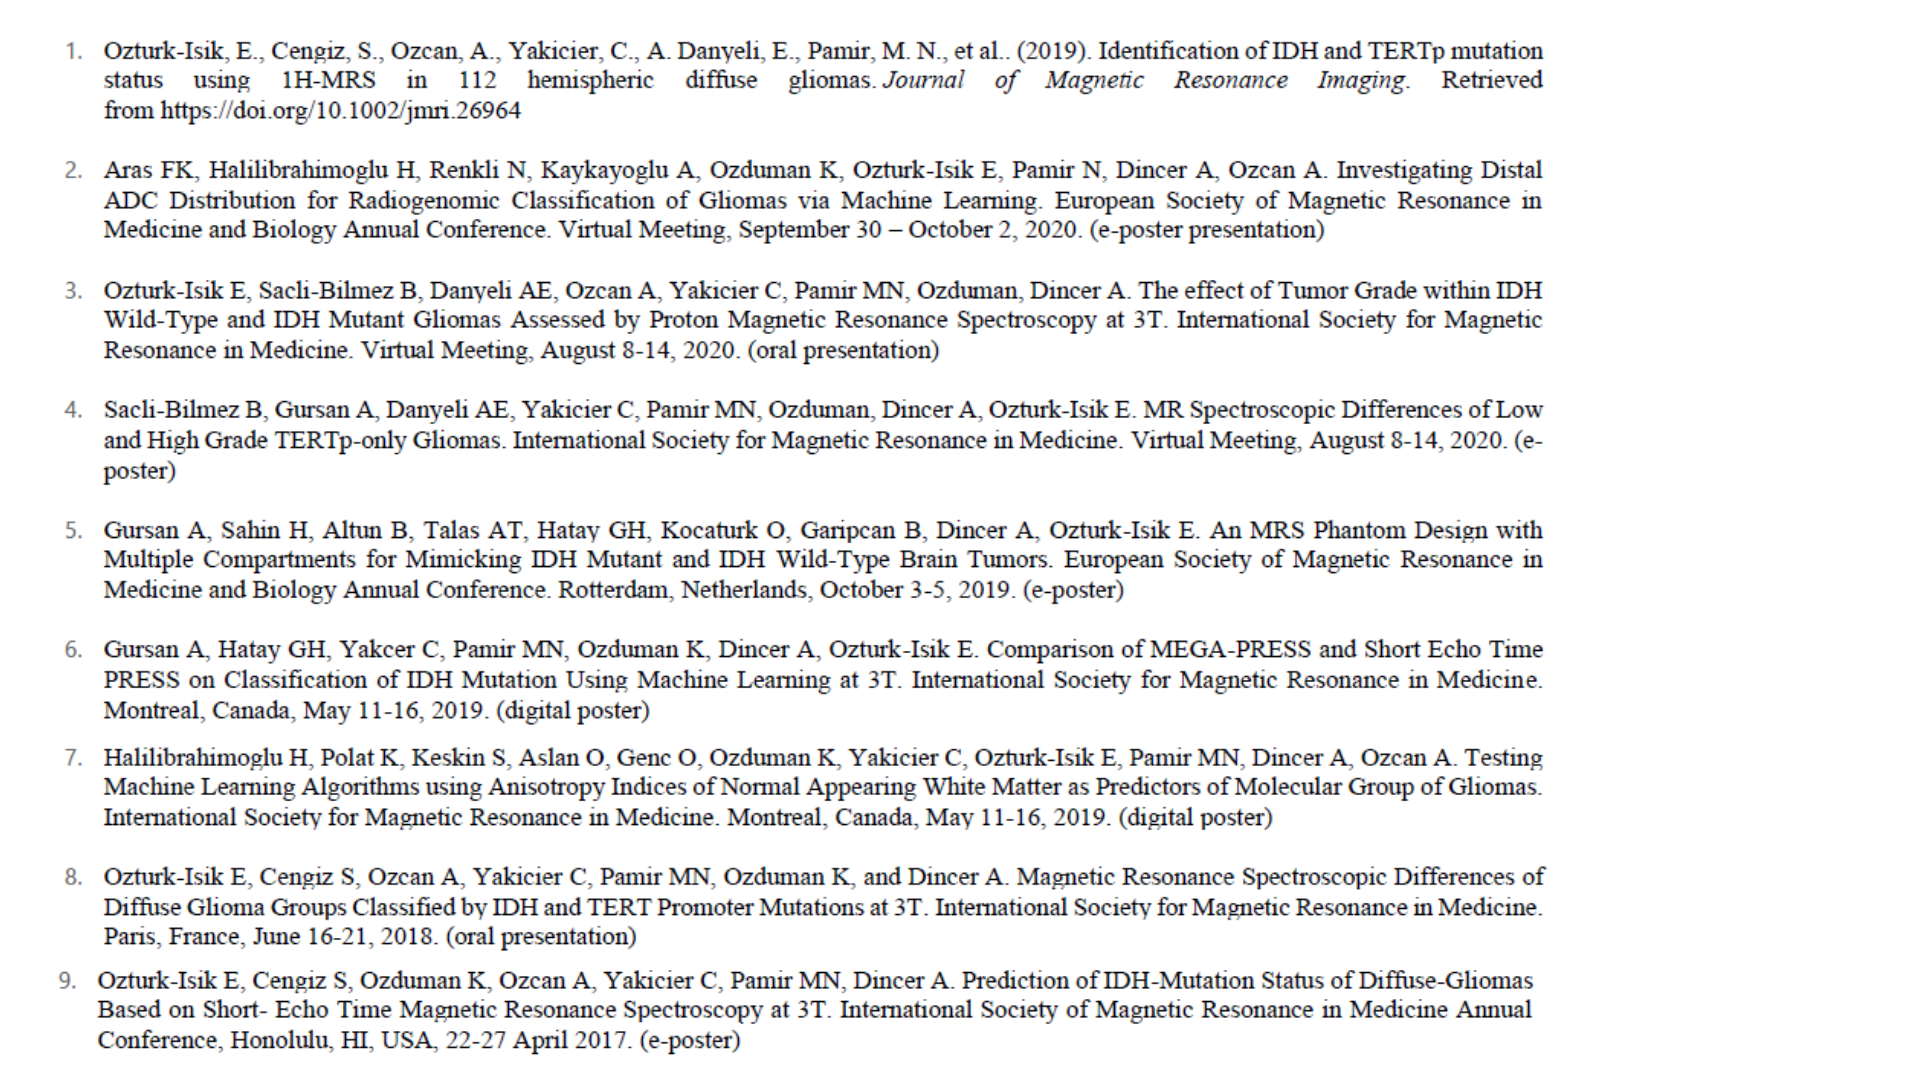 1. Ozturk-Isik, E., Cengiz, S., Ozcan, A., Yakicier, C., A. Danyeli, E., Pamir, M. N., et al.. (2019). Identification of IDH and TERTp mutation
status using 1H-MRS in 112 hemispheric diffuse gliomas. Journal of Magnetic Resonance Imaging. Retrieved
from https://doi.org/10.1002/jmri.26964
2. Aras FK, Halilibrahimoglu H, Renkli N, Kaykayoglu A, Ozduman K, Ozturk-Isik E, Pamir N, Dincer A, Ozcan A. Investigating Distal
ADC Distribution for Radiogenomic Classification of Gliomas via Machine Learning. European Society of Magnetic Resonance in
Medicine and Biology Annual Conference. Virtual Meeting, September 30 – October 2, 2020. (e-poster presentation)
3. Ozturk-Isik E, Sacli-Bilmez B, Danyeli AE, Ozcan A, Yakicier C, Pamir MN, Ozduman, Dincer A. The effect of Tumor Grade within IDH
Wild-Type and IDH Mutant Gliomas Assessed by Proton Magnetic Resonance Spectroscopy at 3T. International Society for Magnetic
Resonance in Medicine. Virtual Meeting, August 8-14, 2020. (oral presentation)
4. Sacli-Bilmez B, Gursan A, Danyeli AE, Yakicier C, Pamir MN, Ozduman, Dincer A, Ozturk-Isik E. MR Spectroscopic Differences of Low
and High Grade TERTp-only Gliomas. International Society for Magnetic Resonance in Medicine. Virtual Meeting, August 8-14, 2020. (e-
poster)
5. Gursan A, Sahin H, Altun B, Talas AT, Hatay GH, Kocaturk O, Garipcan B, Dincer A, Ozturk-Isik E. An MRS Phantom Design with
Multiple Compartments for Mimicking IDH Mutant and IDH Wild-Type Brain Tumors. European Society of Magnetic Resonance in
Medicine and Biology Annual Conference. Rotterdam, Netherlands, October 3-5, 2019. (e-poster)
6. Gursan A, Hatay GH, Yakcer C, Pamir MN, Ozduman K, Dincer A, Ozturk-Isik E. Comparison of MEGA-PRESS and Short Echo Time
PRESS on Classification of IDH Mutation Using Machine Learning at 3T. International Society for Magnetic Resonance in Medicine.
Montreal, Canada, May 11-16, 2019. (digital poster)
7. Halilibrahimoglu H, Polat K, Keskin S, Aslan O, Genc O, Ozduman K, Yakicier C, Ozturk-Isik E, Pamir MN, Dincer A, Ozcan A. Testing
Machine Learning Algorithms using Anisotropy Indices of Normal Appearing White Matter as Predictors of Molecular Group of Gliomas.
International Society for Magnetic Resonance in Medicine. Montreal, Canada, May 11-16, 2019. (digital poster)
8. Ozturk-Isik E, Cengiz S, Ozcan A, Yakicier C, Pamir MN, Ozduman K, and Dincer A. Magnetic Resonance Spectroscopic Differences of
Diffuse Glioma Groups Classified by IDH and TERT Promoter Mutations at 3T. International Society for Magnetic Resonance in Medicine.
Paris, France, June 16-21, 2018. (oral presentation)
9. Ozturk-Isik E, Cengiz S, Ozduman K, Ozcan A, Yakicier C, Pamir MN, Dincer A. Prediction of IDH-Mutation Status of Diffuse-Gliomas
Based on Short- Echo Time Magnetic Resonance Spectroscopy at 3T. International Society of Magnetic Resonance in Medicine Annual
Conference, Honolulu, HI, USA, 22-27 April 2017. (e-poster)